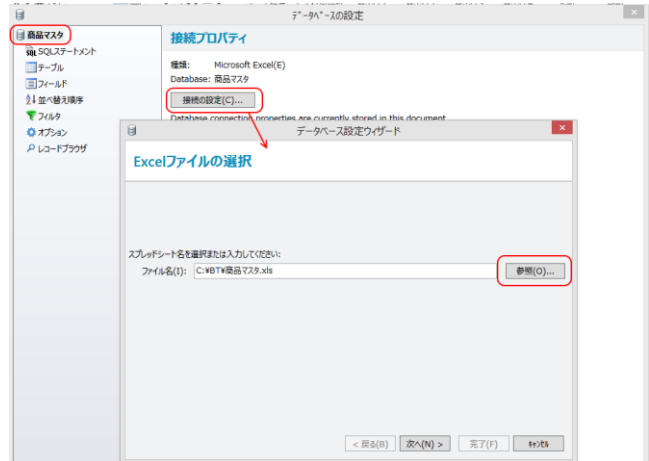 データベースの設定
商品マスタ
SQLステートメント
テーブル
フィールド
並べ替え順序
フィルタ
オプション
レコードブラウザ
接続プロパティ
種類: Microsoft Excel(E)
Database: 商品マスタ
接続の設定(C)...
Database connection properties are currently stored in this document
データベース設定ウィザード
Excelファイルの選択
スプレッドシート名を選択または入力してください:
ファイル名(I): C:¥BT¥商品マスタ.xls
参照(O)...
< 戻る(B)
次へ(N) >
完了(F)
キャンセル